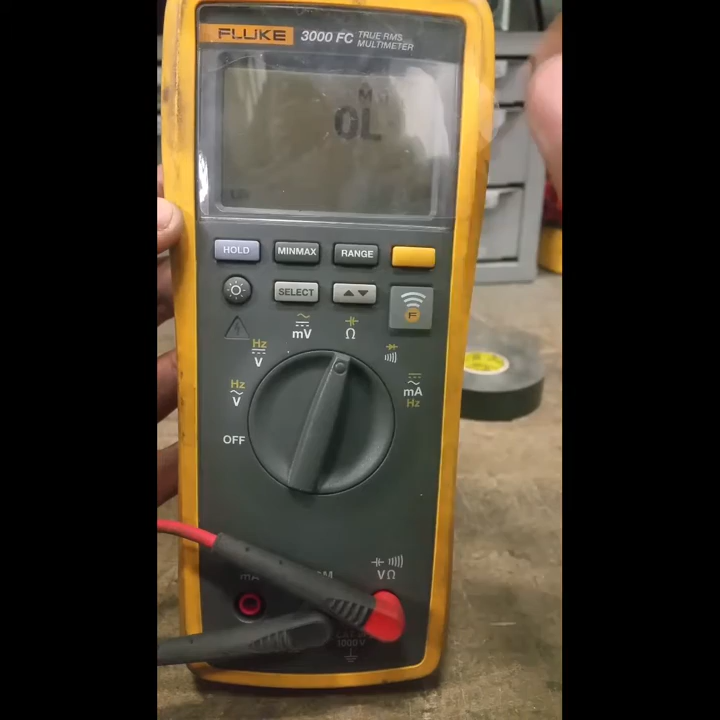 FLUKE 3000 FC TRUE RMS
MULTIMETER
M
OL
HOLD MINMAX RANGE
SELECT
F
mV
Ω
Hz
V
Hz
V
mA
Hz
OFF
mA
VΩ
1000V